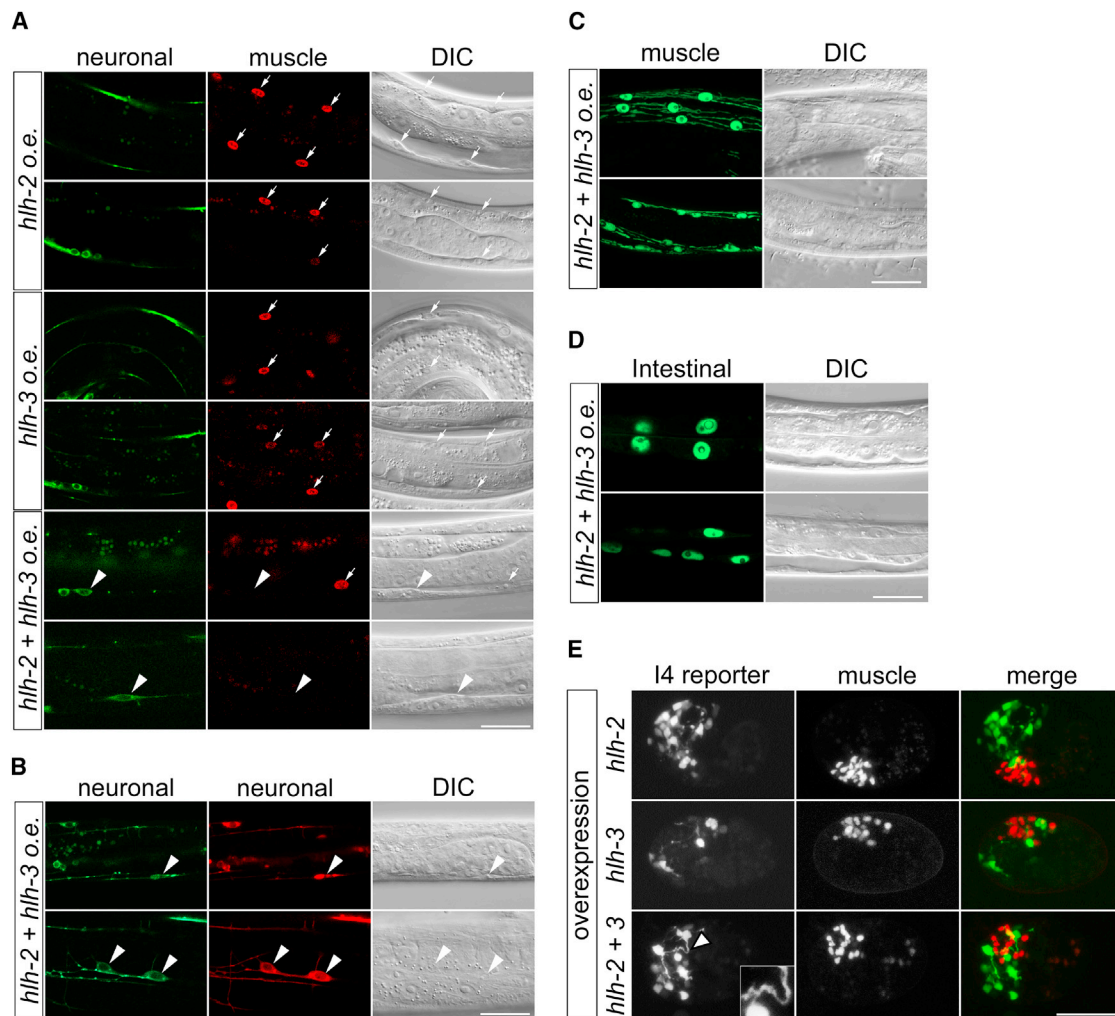 A
neuronal muscle DIC
hlh-2 o.e.
hlh-3 o.e.
hlh-2 + hlh-3 o.e.
B
neuronal neuronal DIC
hlh-2 + hlh-3 o.e.
C
muscle DIC
hlh-2 + hlh-3 o.e.
D
Intestinal DIC
hlh-2 + hlh-3 o.e.
E
I4 reporter muscle merge
overexpression
hlh-2
hlh-3
hlh-2 + 3